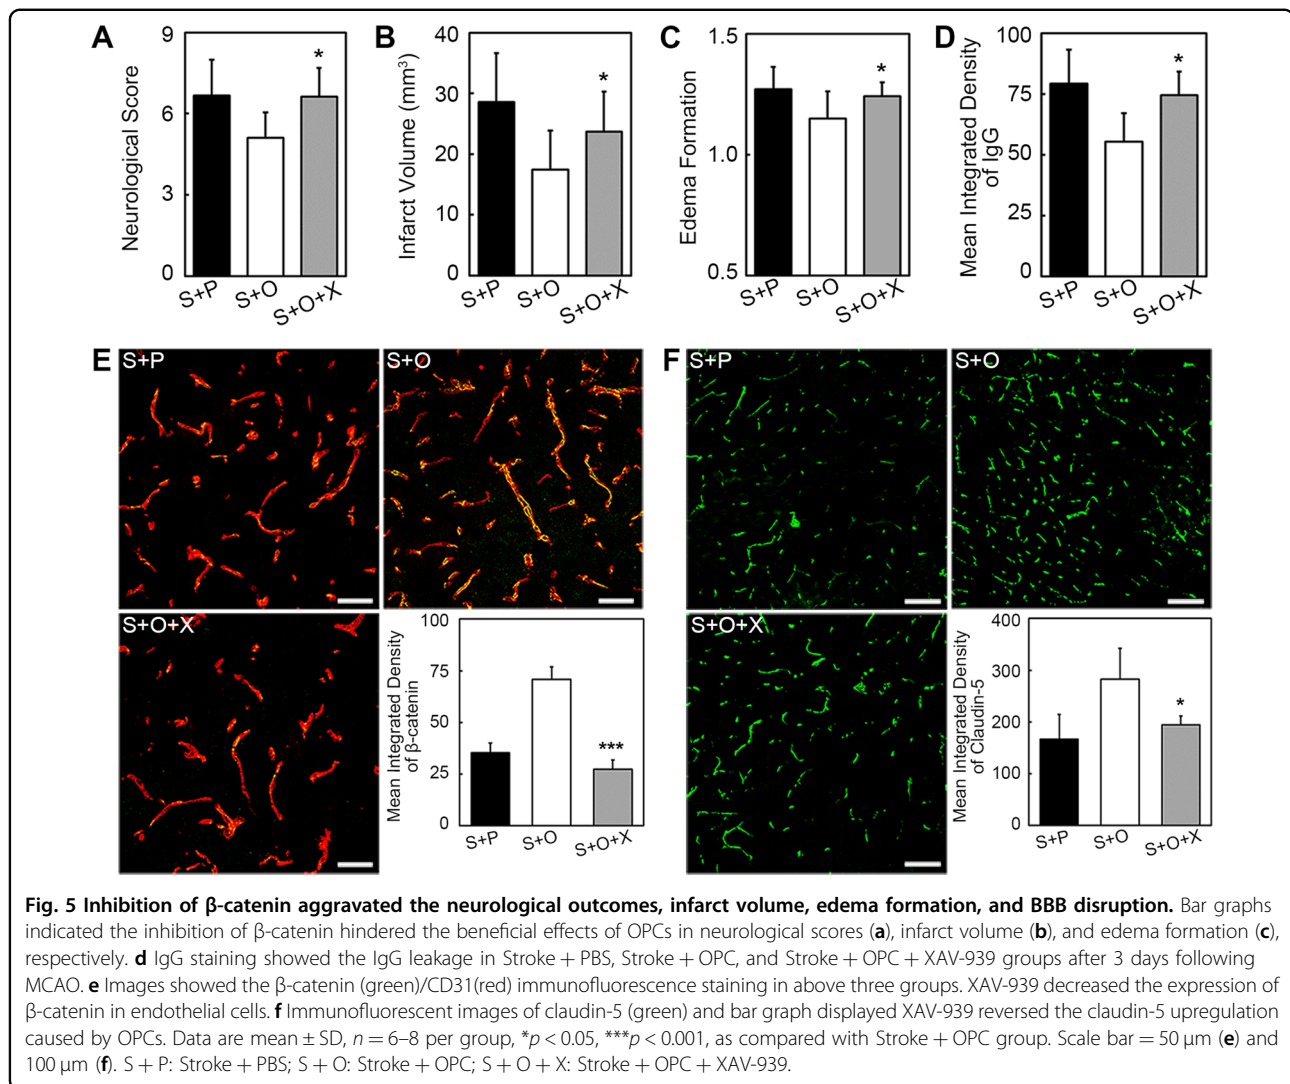 A
Neurological Score
9
6
3
0
*
S+P
S+O
S+O+X
B
Infarct Volume (mm³)
40
30
20
10
0
*
S+P
S+O
S+O+X
C
Edema Formation
1.5
1.0
0.5
*
S+P
S+O
S+O+X
D
Mean Integrated Density
of IgG
100
75
50
25
0
*
S+P
S+O
S+O+X
E
S+P
S+O
S+O+X
Mean Integrated Density
of β-catenin
100
75
50
25
0
***
S+P
S+O
S+O+X
F
S+P
S+O
S+O+X
Mean Integrated Density
of Claudin-5
400
300
200
100
0
*
S+P
S+O
S+O+X
Fig. 5 Inhibition of β-catenin aggravated the neurological outcomes, infarct volume, edema formation, and BBB disruption. Bar graphs
indicated the inhibition of β-catenin hindered the beneficial effects of OPCs in neurological scores (a), infarct volume (b), and edema formation (c),
respectively. d IgG staining showed the IgG leakage in Stroke + PBS, Stroke + OPC, and Stroke + OPC + XAV-939 groups after 3 days following
MCAO. e Images showed the β-catenin (green)/CD31(red) immunofluorescence staining in above three groups. XAV-939 decreased the expression of
β-catenin in endothelial cells. f Immunofluorescent images of claudin-5 (green) and bar graph displayed XAV-939 reversed the claudin-5 upregulation
caused by OPCs. Data are mean ± SD, n = 6–8 per group, *p < 0.05, ***p < 0.001, as compared with Stroke + OPC group. Scale bar = 50 μm (e) and
100 μm (f). S + P: Stroke + PBS; S + O: Stroke + OPC; S + O + X: Stroke + OPC + XAV-939.